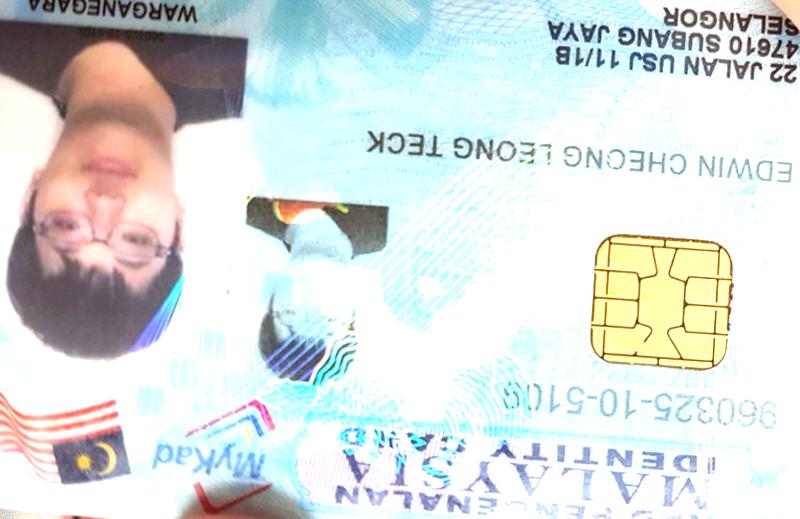 PENGENALAN
MALAYSIA
IDENTITY CARD
MyKad
960325-10-5109
EDWIN CHEONG LEONG TECK
22 JALAN USJ 11/1B
47610 SUBANG JAYA
SELANGOR
WARGANEGARA